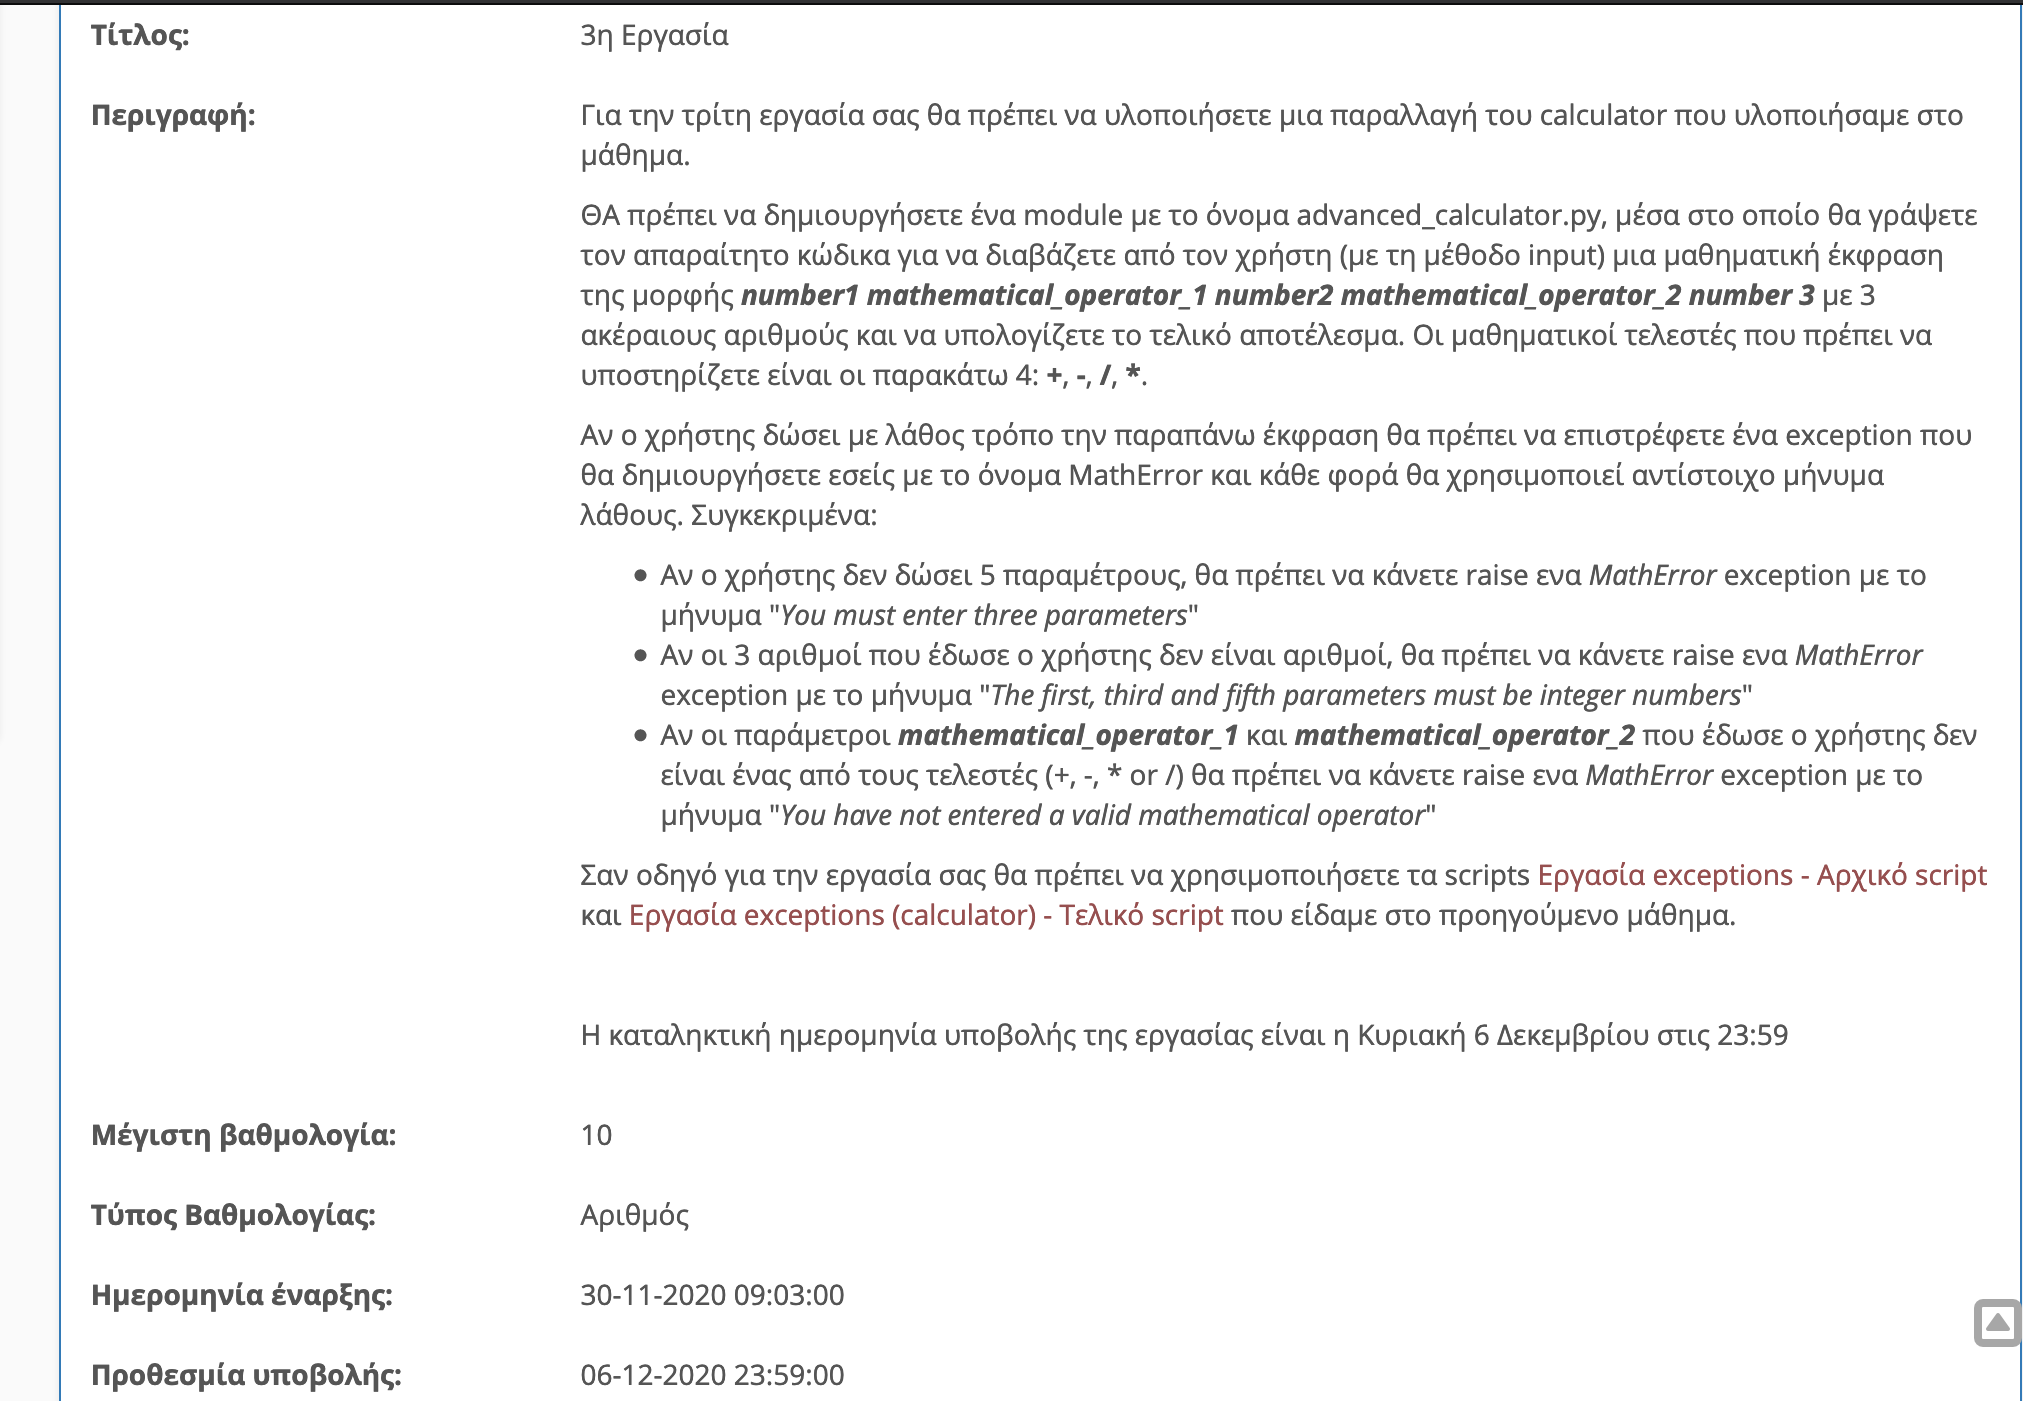 Τίτλος: 3η Εργασία
Περιγραφή: Για την τρίτη εργασία σας θα πρέπει να υλοποιήσετε μια παραλλαγή του calculator που υλοποιήσαμε στο
μάθημα.
ΘΑ πρέπει να δημιουργήσετε ένα module με το όνομα advanced_calculator.py, μέσα στο οποίο θα γράψετε
τον απαραίτητο κώδικα για να διαβάζετε από τον χρήστη (με τη μέθοδο input) μια μαθηματική έκφραση
της μορφής number1 mathematical_operator_1 number2 mathematical_operator_2 number 3 με 3
ακέραιους αριθμούς και να υπολογίζετε το τελικό αποτέλεσμα. Οι μαθηματικοί τελεστές που πρέπει να
υποστηρίζετε είναι οι παρακάτω 4: +, -, /, *.
Αν ο χρήστης δώσει με λάθος τρόπο την παραπάνω έκφραση θα πρέπει να επιστρέφετε ένα exception που
θα δημιουργήσετε εσείς με το όνομα MathError και κάθε φορά θα χρησιμοποιεί αντίστοιχο μήνυμα
λάθους. Συγκεκριμένα:
• Αν ο χρήστης δεν δώσει 5 παραμέτρους, θα πρέπει να κάνετε raise ενα MathError exception με το
μήνυμα "You must enter three parameters"
• Αν οι 3 αριθμοί που έδωσε ο χρήστης δεν είναι αριθμοί, θα πρέπει να κάνετε raise ενα MathError
exception με το μήνυμα "The first, third and fifth parameters must be integer numbers"
• Αν οι παράμετροι mathematical_operator_1 και mathematical_operator_2 που έδωσε ο χρήστης δεν
είναι ένας από τους τελεστές (+, -, * or /) θα πρέπει να κάνετε raise ενα MathError exception με το
μήνυμα "You have not entered a valid mathematical operator"
Σαν οδηγό για την εργασία σας θα πρέπει να χρησιμοποιήσετε τα scripts Εργασία exceptions - Αρχικό script
και Εργασία exceptions (calculator) - Τελικό script που είδαμε στο προηγούμενο μάθημα.
Η καταληκτική ημερομηνία υποβολής της εργασίας είναι η Κυριακή 6 Δεκεμβρίου στις 23:59
Μέγιστη βαθμολογία: 10
Τύπος Βαθμολογίας: Αριθμός
Ημερομηνία έναρξης: 30-11-2020 09:03:00
Προθεσμία υποβολής: 06-12-2020 23:59:00